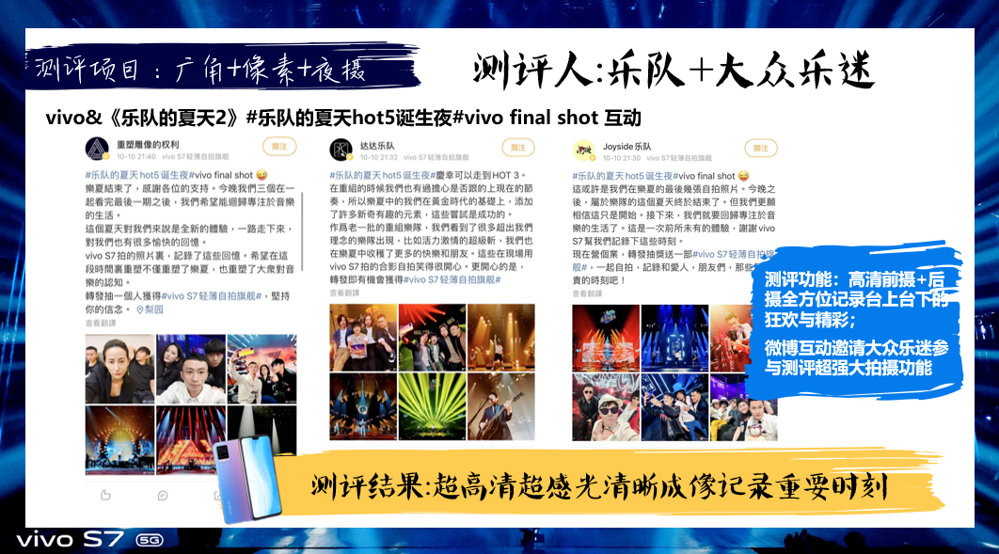 测评项目：广角+像素+夜摄
测评人:乐队+大众乐迷
vivo&《乐队的夏天2》#乐队的夏天hot5诞生夜#vivo final shot 互动
重塑雕像的权利
10-10 21:40 vivo S7轻薄自拍旗舰
關注
#乐队的夏天hot5诞生夜#vivo final shot
樂夏結束了，感謝各位的支持。今晚我們三個在一
起看完最後一期之後，我們希望能迴歸專注於音樂
的生活。
這個夏天對我們來說是全新的體驗，一路走下來，
對我們也有很多愉快的回憶。
vivo S7拍的照片裏，記錄了這些回憶。希望在這
段時間裏重塑不僅重塑了樂夏，也重塑了大衆對音
樂的認知。
轉發抽一個人獲得#vivo S7轻薄自拍旗舰#，堅持
你的信念。 梨园
查看翻譯
达达乐队
10-10 21:32 vivo S7轻薄自拍旗舰
關注
#乐队的夏天hot5诞生夜#慶幸可以走到HOT 3。
在重組的時候我們也有過擔心是否跟的上現在的節
奏，所以樂夏中的我們在黃金時代的基礎上，添加
了許多新奇有趣的元素，這些嘗試是成功的。
作爲老一批的重組樂隊，我們看到了很多超出我們
理念的樂隊出現，比如活力激情的超級斬，我們也
在樂夏中收穫了更多的快樂和朋友。這些在現場用
vivo S7拍的合影自拍笑得很開心。更開心的是，
轉發即有機會獲得#vivo S7轻薄自拍旗舰#
查看翻譯
Joyside乐队
10-10 21:30 vivo S7轻薄自拍旗舰
關注
#乐队的夏天hot5诞生夜#vivo final shot
這或許是我們在樂夏的最後幾張自拍照片。今晚之
後，屬於樂隊的這個夏天終於結束了。但我們更願
相信這只是開始。接下來，我們就要回歸專注於音
樂的生活了。這是一次前所未有的體驗，謝謝vivo
S7幫我們記錄下這些時刻。
現在營個業，轉發抽獎送一部#vivo S7轻薄自拍旗
舰#，一起自拍，記錄和愛人，朋友們，那些
貴的時刻吧！
查看翻譯
测评功能：高清前摄+后
摄全方位记录台上台下的
狂欢与精彩；
微博互动邀请大众乐迷参
与测评超强大拍摄功能
测评结果:超高清超感光清晰成像记录重要时刻
vivo S7 5G